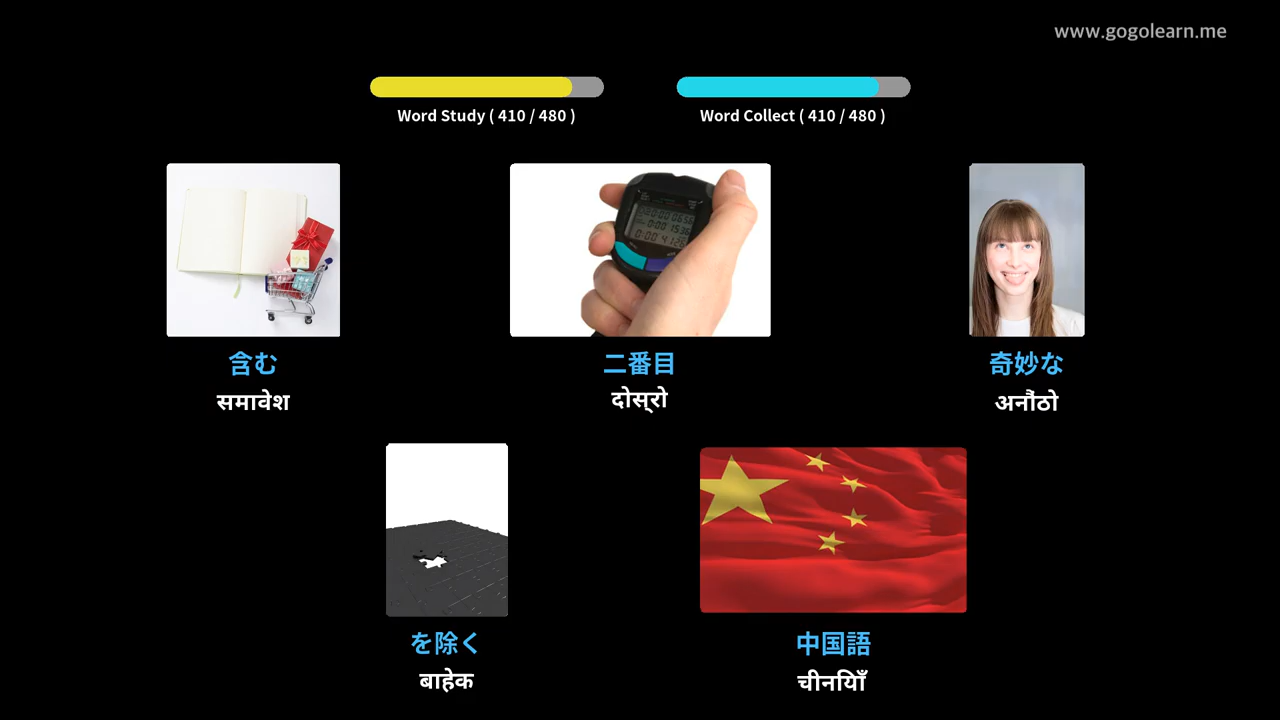 www.gogolearn.me
Word Study ( 410 / 480 )
Word Collect ( 410 / 480 )
含む
समावेश
二番目
दोस्रो
奇妙な
अनौंठो
を除く
बाहेक
中国語
चीनयाँि